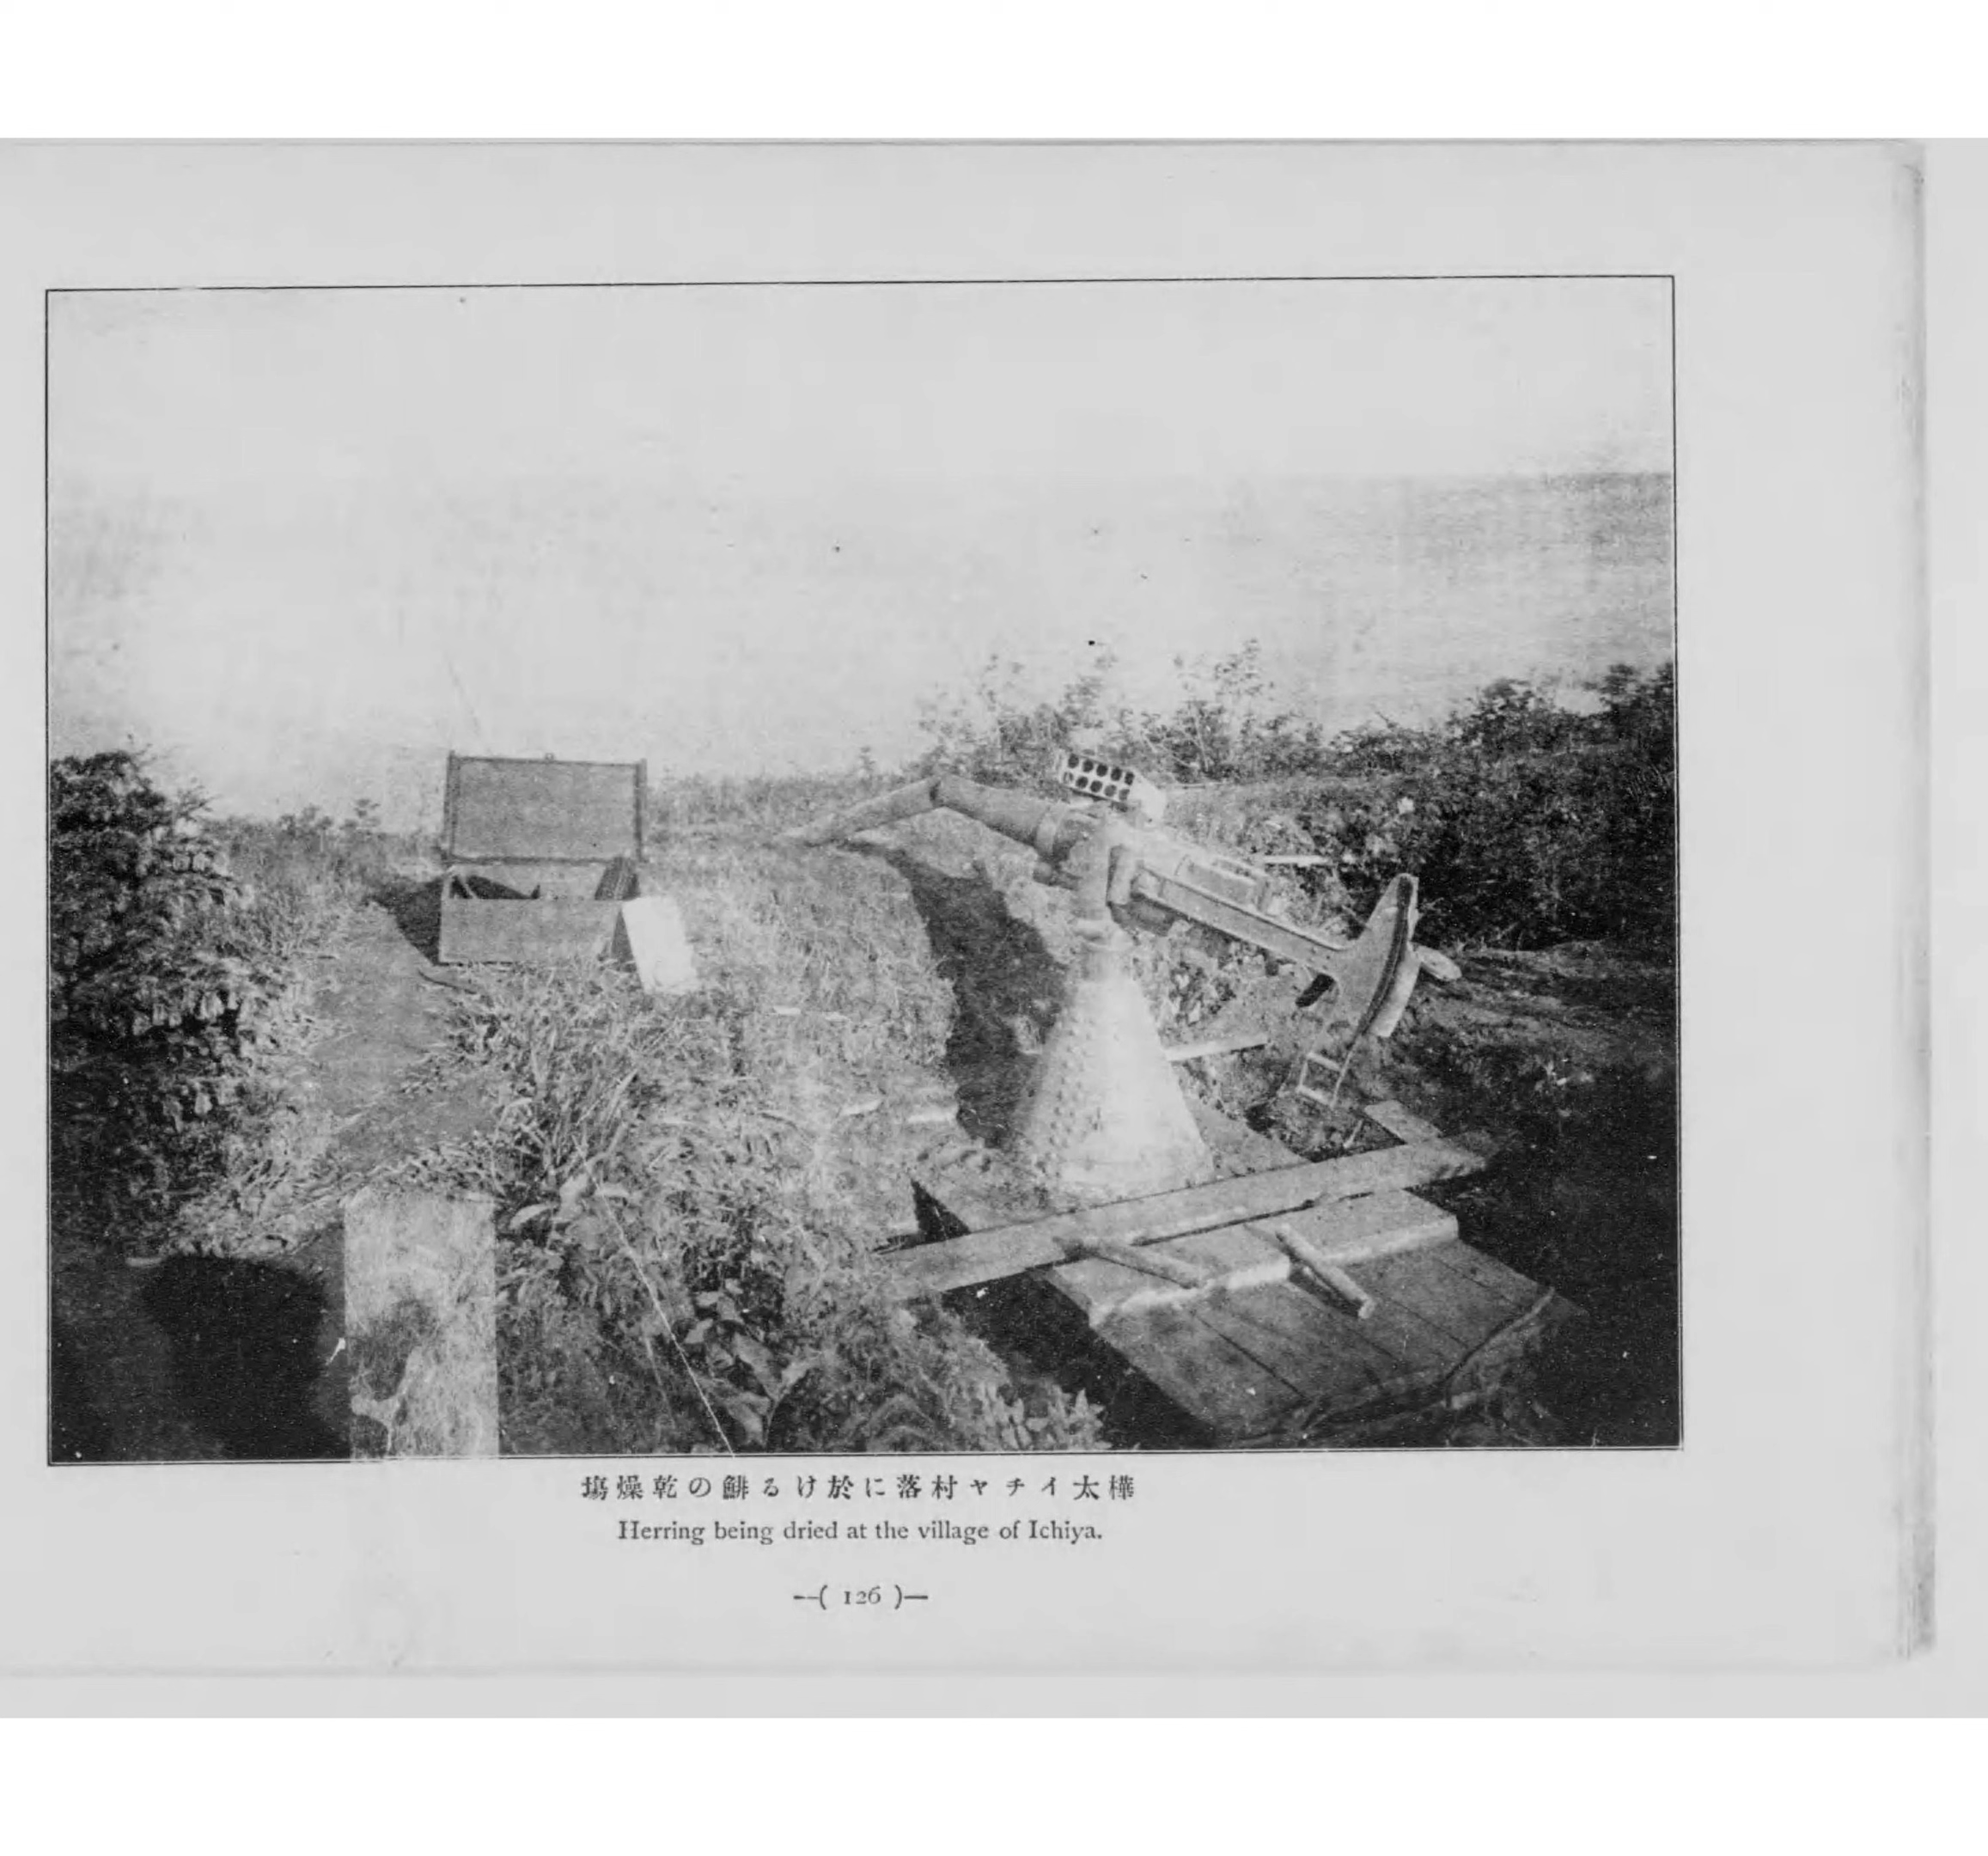 樺太イチヤ村落に於ける鯡の乾燥塲
Herring being dried at the village of Ichiya.
—( 126 )—